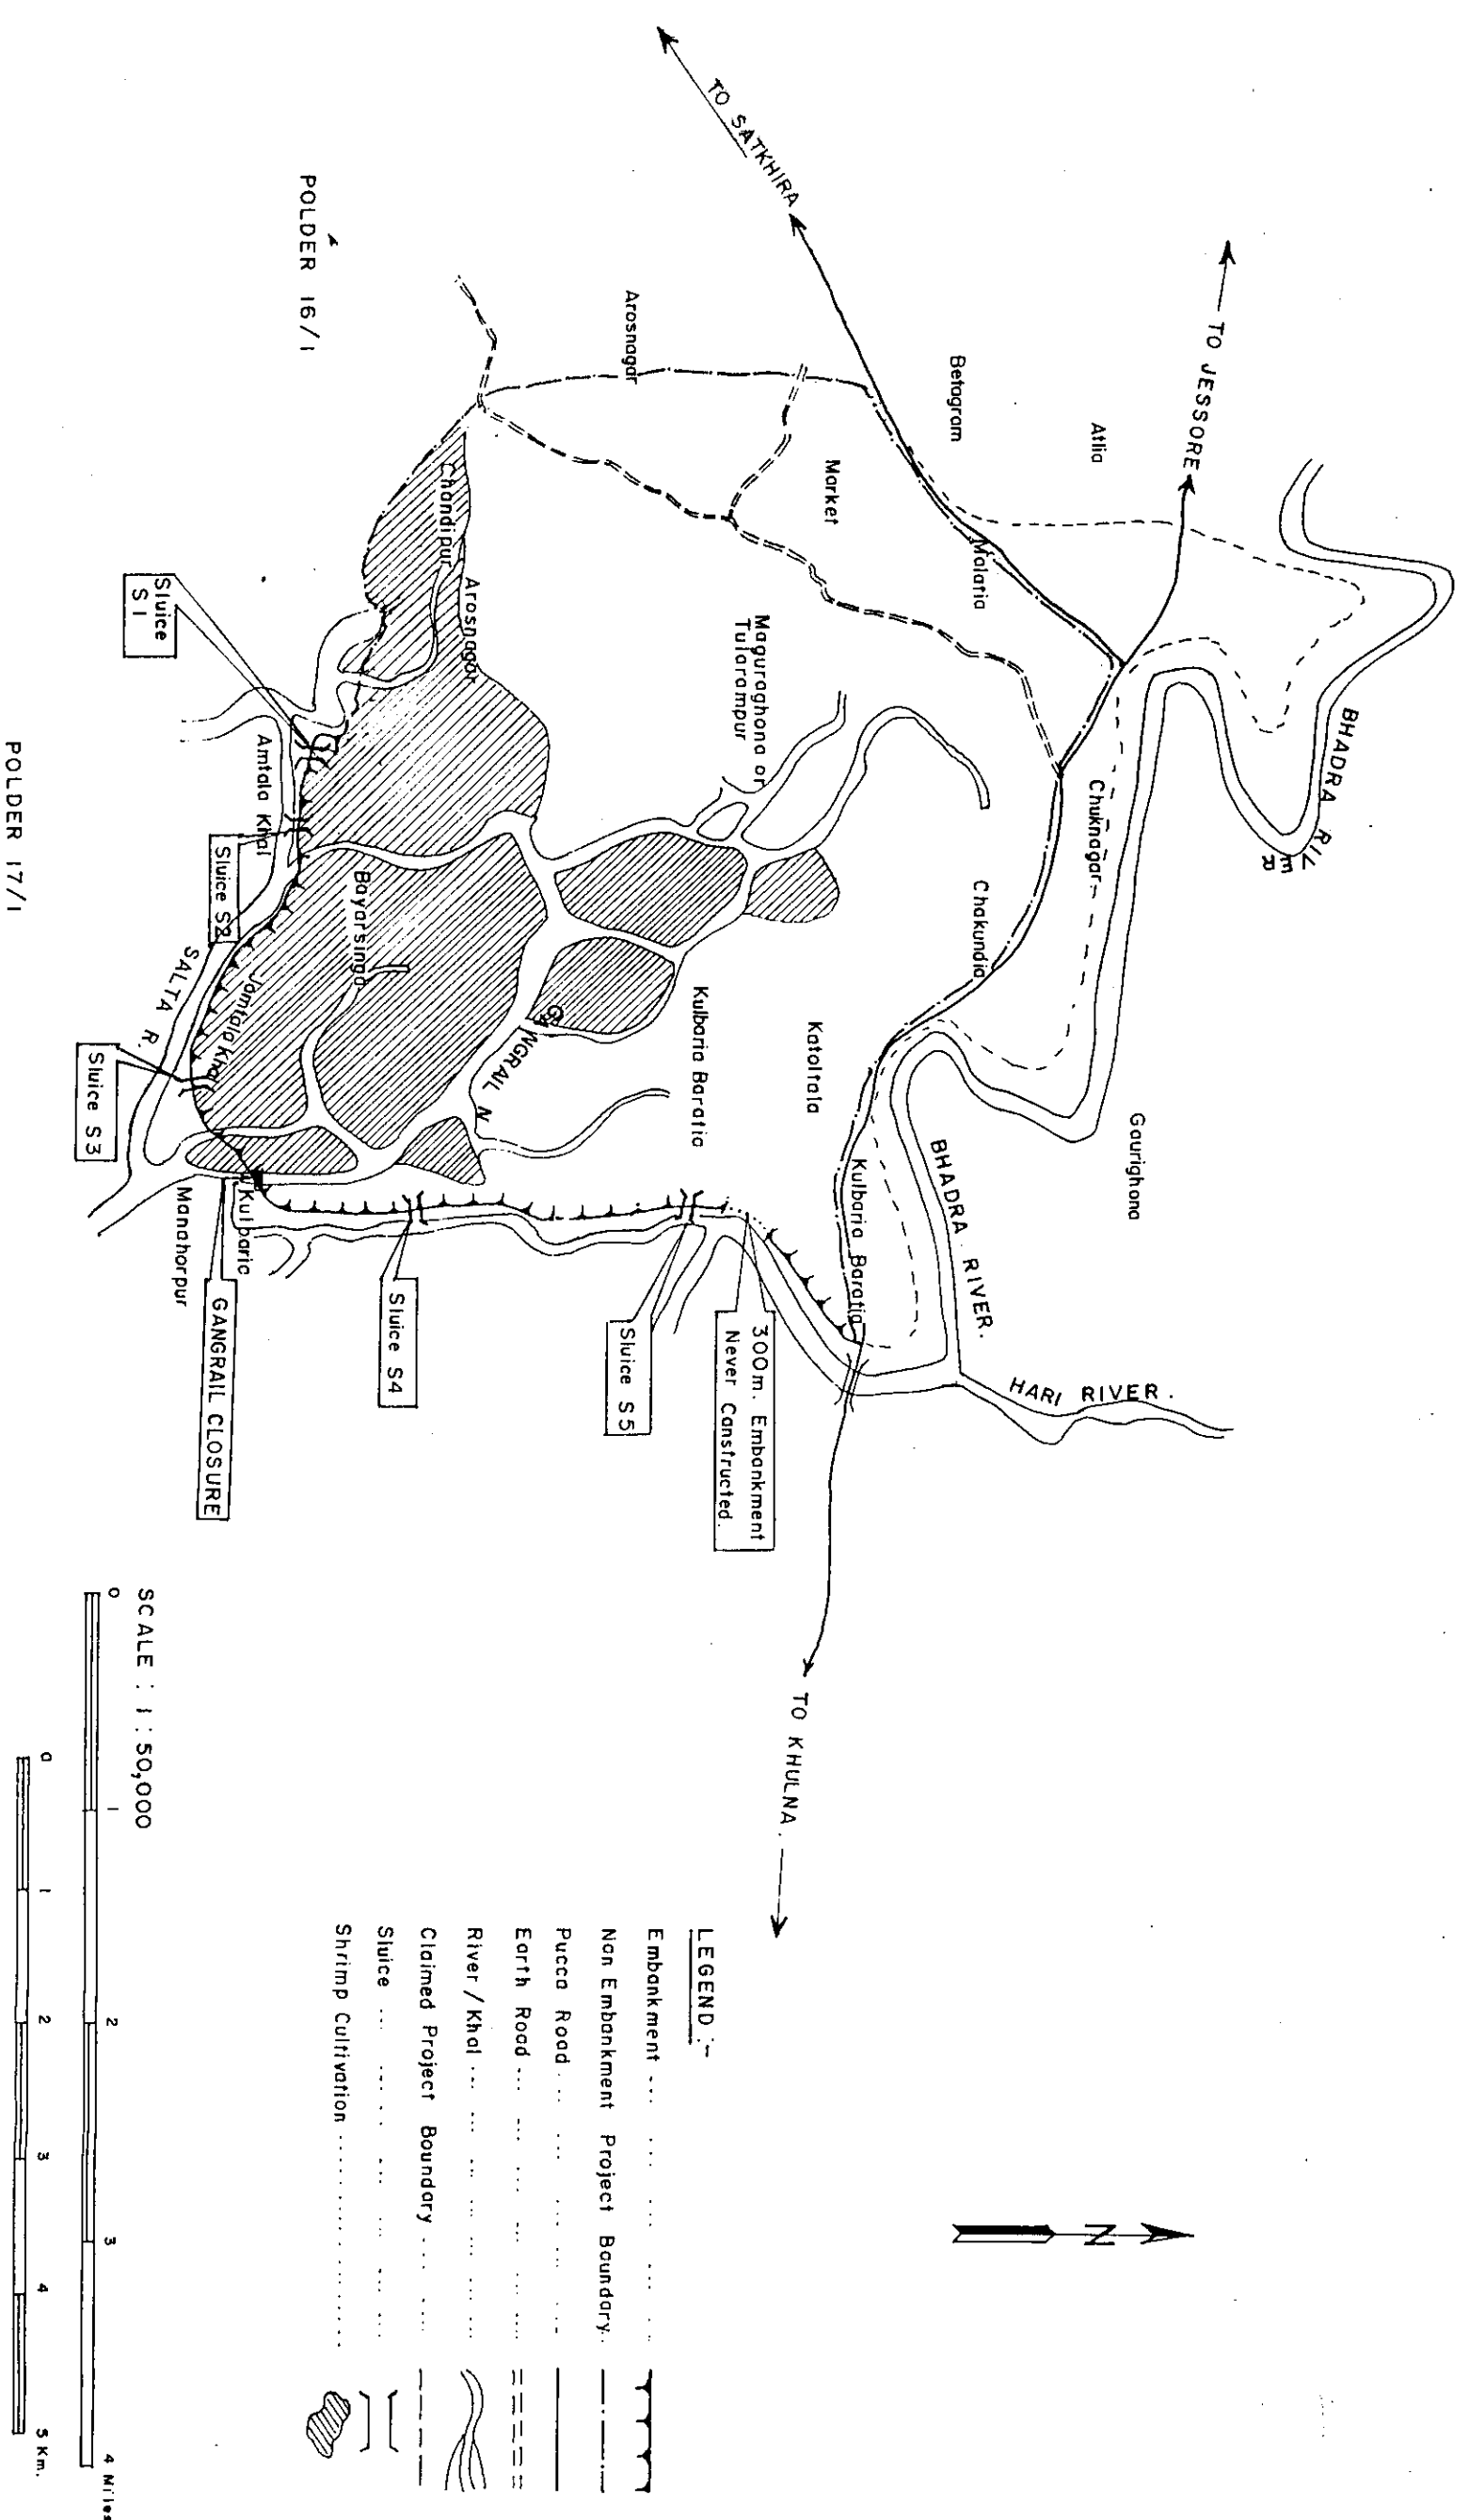 TO SATKHIRA
TO JESSORE
BHADRA RIVER
POLDER 16/1
Arosnagar
Betagram
Atlia
Market
Malatia
Chandipur
Arosnagar
Maguraghona or
Tularampur
Chuknagar
Sluice
S1
Amtala Khal
Sluice S2
Bayarsinga
Chakundia
Katoltala
Kulbaria Baratia
GANGRAIL N
Gaurighana
BHADRA RIVER.
Kulbaria Baratia
HARI RIVER.
SALTA R.
Jamtala Khal
Sluice S3
POLDER 17/1
Manahorpur
Kulbaria
GANGRAIL CLOSURE
Sluice S4
Sluice S5
300m. Embankment
Never Constructed.
TO KHULNA.
LEGEND :-
Embankment
Non Embankment Project Boundary
Pucca Road
Earth Road
River / Khal
Claimed Project Boundary
Sluice
Shrimp Cultivation
N
SCALE : 1 : 50,000
0 1 2 3 4 Miles
0 1 2 3 4 5 Km.